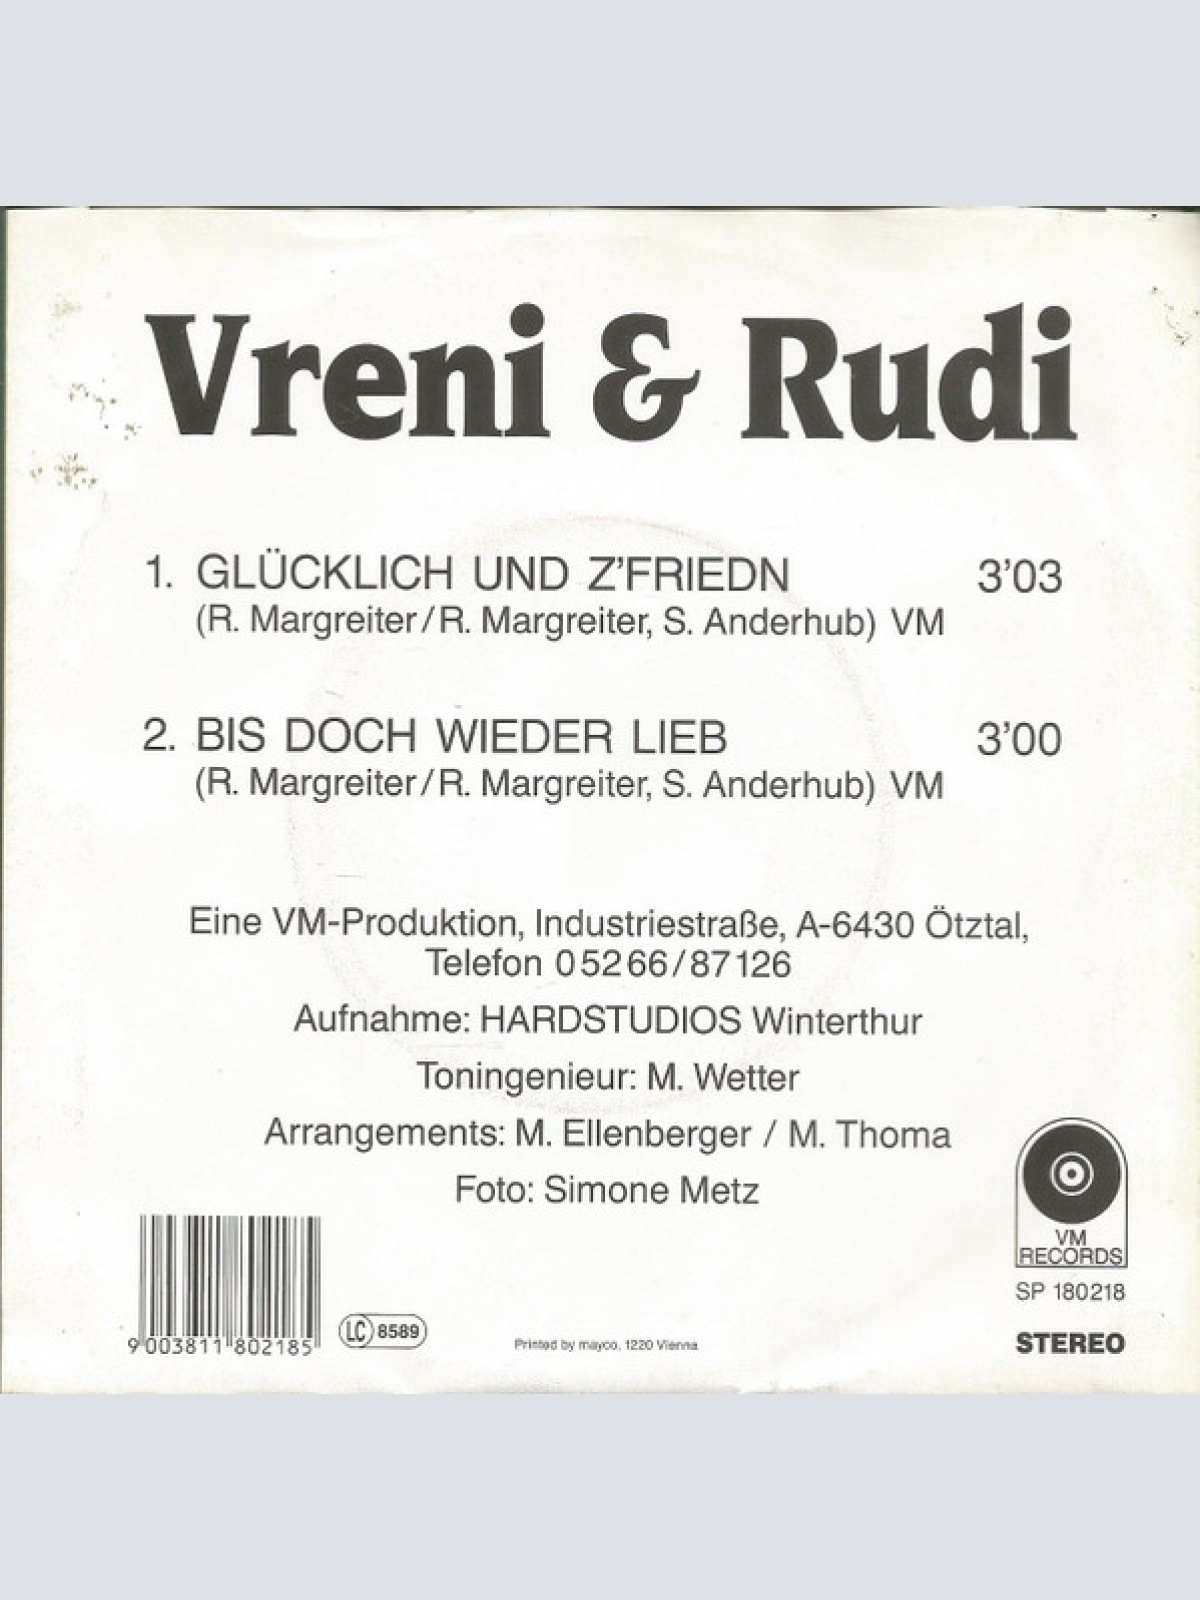 Vreni & Rudi
1. GLÜCKLICH UND Z'FRIEDN 3'03
(R. Margreiter/R. Margreiter, S. Anderhub) VM
2. BIS DOCH WIEDER LIEB 3'00
(R. Margreiter/R. Margreiter, S. Anderhub) VM
Eine VM-Produktion, Industriestraße, A-6430 Ötztal,
Telefon 05266/87126
Aufnahme: HARDSTUDIOS Winterthur
Toningenieur: M. Wetter
Arrangements: M. Ellenberger / M. Thoma
Foto: Simone Metz
VM
RECORDS
SP 180218
STEREO
9 003811 802185
LC 8589
Printed by mayco, 1220 Vienna